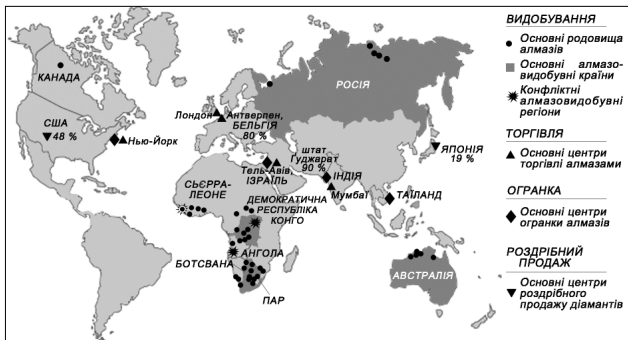 КАНАДА
США
48 %
Нью-Йорк
Лондон
Антверпен,
БЕЛЬГІЯ
80 %
РОСІЯ
ЯПОНІЯ
19 %
штат
Гуджарат
90 %
ІНДІЯ
Мумбаї
ТАЇЛАНД
Тель-Авів,
ІЗРАЇЛЬ
СЬЄРРА-
ЛЕОНЕ
ДЕМОКРАТИЧНА
РЕСПУБЛІКА
КОНГО
АНГОЛА
БОТСВАНА
ПАР
АВСТРАЛІЯ
ВИДОБУВАННЯ
Основні родовища
алмазів
Основні алмазо-
видобувні країни
Конфліктні
алмазовидобувні
регіони
ТОРГІВЛЯ
Основні центри
торгівлі алмазами
ОГРАНКА
Основні центри
огранки алмазів
РОЗДРІБНИЙ
ПРОДАЖ
Основні центри
роздрібного
продажу діамантів